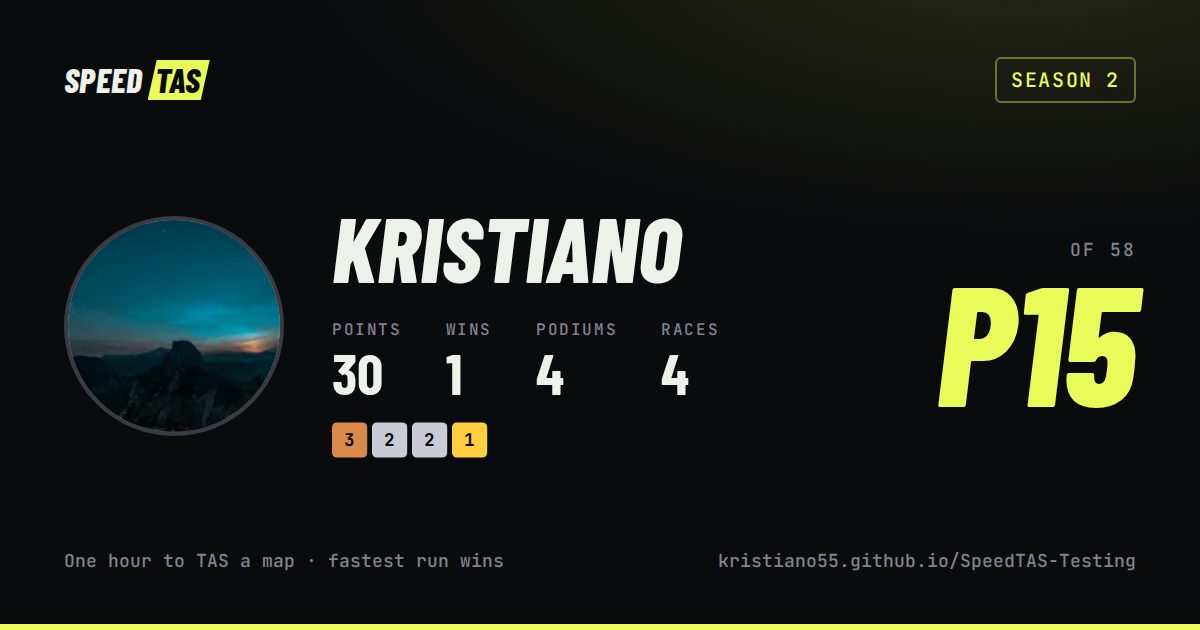 SPEED TAS
SEASON 2
KRISTIANO
POINTS WINS PODIUMS RACES
30 1 4 4
3 2 2 1
OF 58
P15
One hour to TAS a map · fastest run wins
kristiano55.github.io/SpeedTAS-Testing